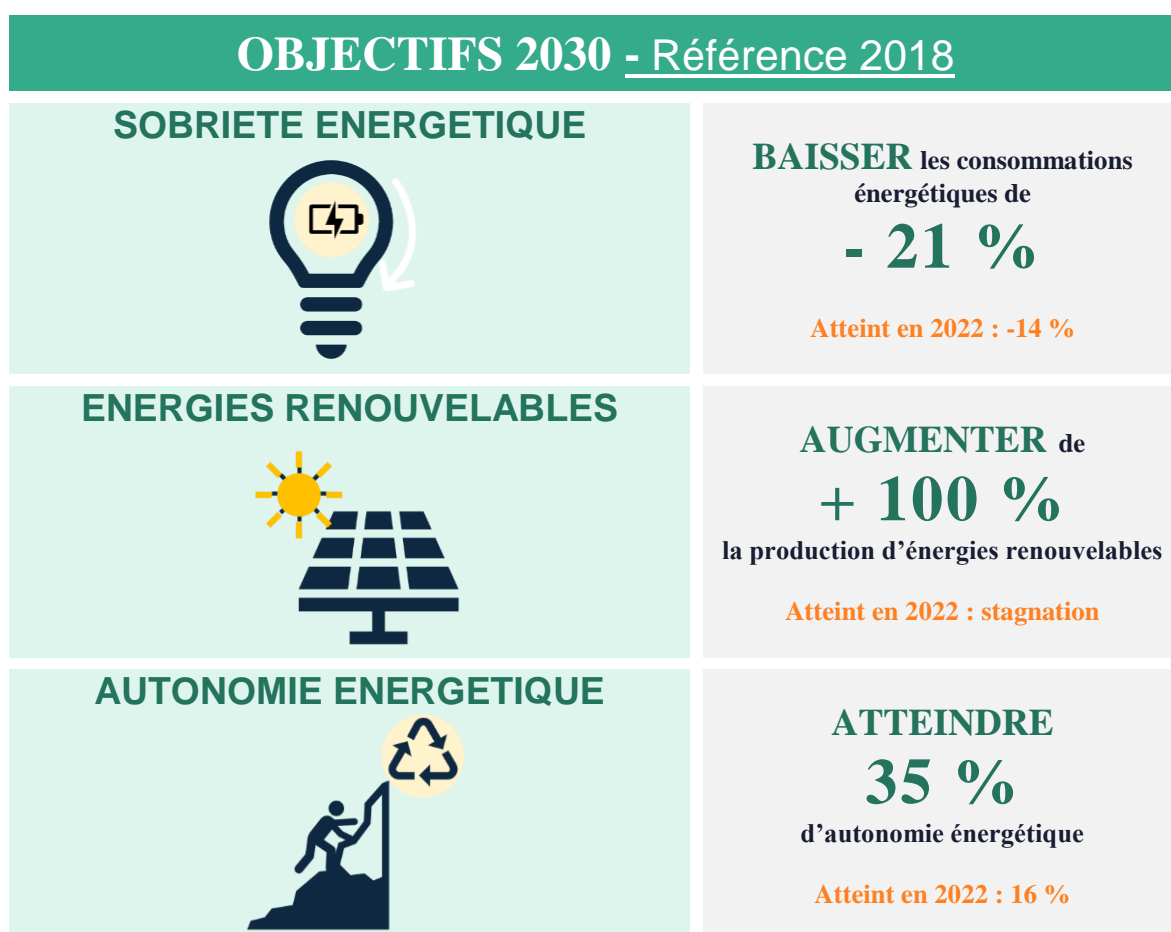 OBJECTIFS 2030 - Référence 2018
SOBRIETE ENERGETIQUE
BAISSER les consommations
énergétiques de
- 21 %
Atteint en 2022 : -14 %
ENERGIES RENOUVELABLES
AUGMENTER de
+ 100 %
la production d’énergies renouvelables
Atteint en 2022 : stagnation
AUTONOMIE ENERGETIQUE
ATTEINDRE
35 %
d’autonomie énergétique
Atteint en 2022 : 16 %